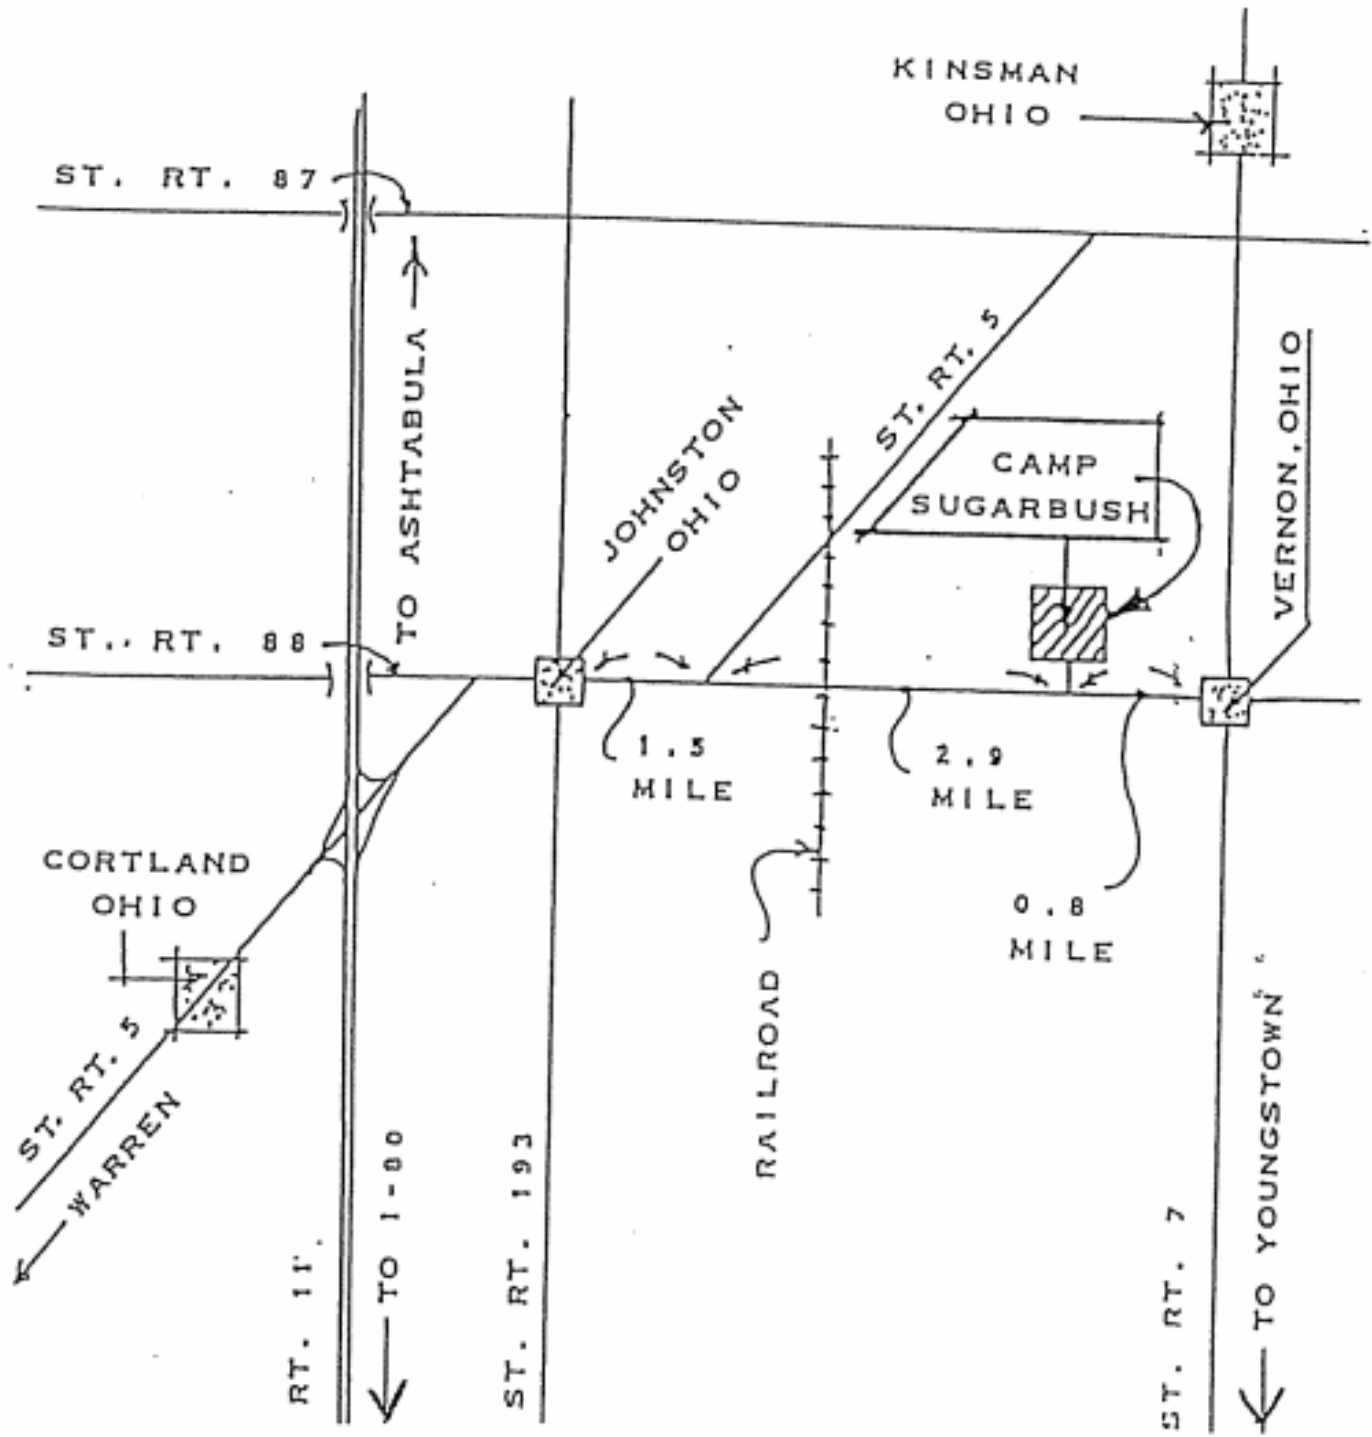 KINSMAN
OHIO
ST. RT. 87
TO ASHTABULA
ST. RT. 5
JOHNSTON
OHIO
CAMP
SUGARBUSH
VERNON, OHIO
ST. RT. 88
1.5
MILE
2.9
MILE
0.8
MILE
CORTLAND
OHIO
RAILROAD
ST. RT. 5
WARREN
RT. 11
TO I-80
ST. RT. 193
ST. RT. 7
TO YOUNGSTOWN